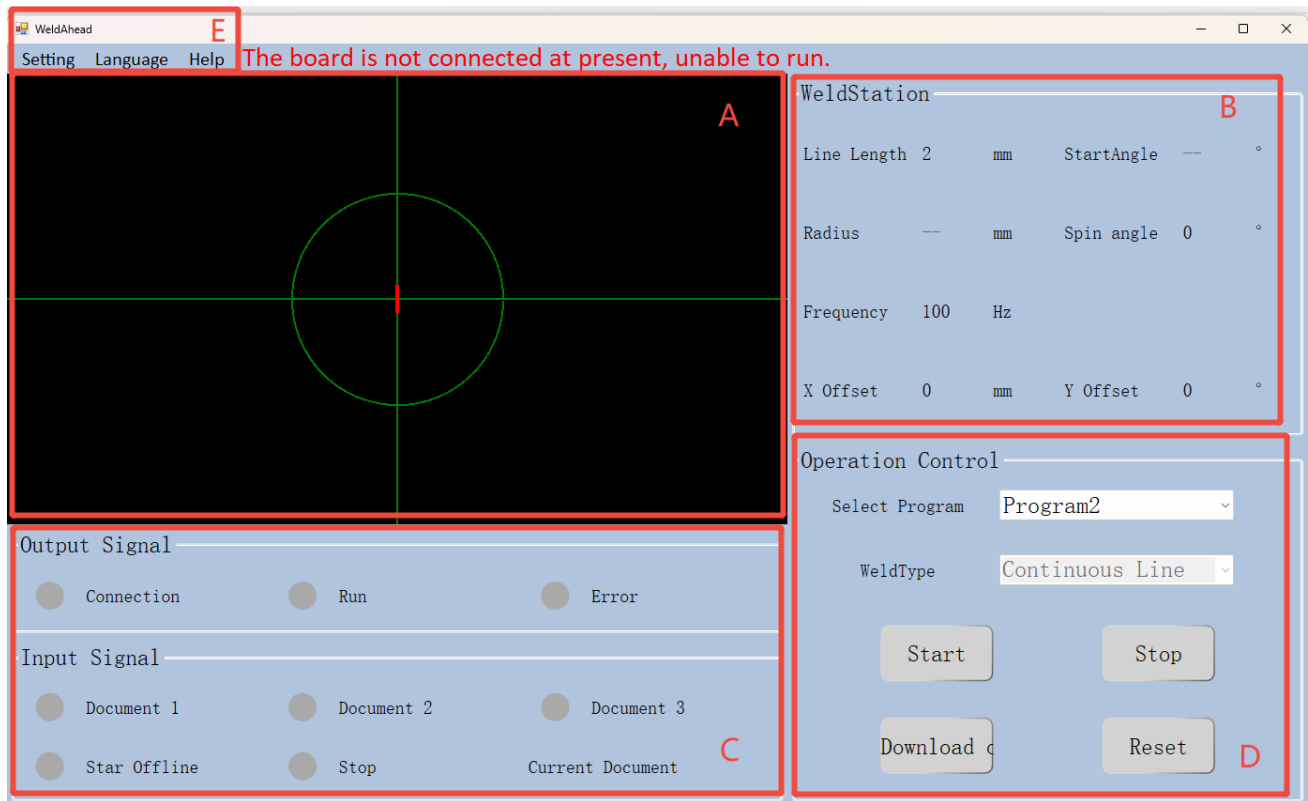 WeldAhead
E
Setting Language Help
The board is not connected at present, unable to run.
A
WeldStation
B
Line Length 2 mm StartAngle -- °
Radius -- mm Spin angle 0 °
Frequency 100 Hz
X Offset 0 mm Y Offset 0 °
Operation Control
Select Program Program2
WeldType Continuous Line
Start Stop
Download Reset
D
Output Signal
Connection Run Error
Input Signal
Document 1 Document 2 Document 3
Star Offline Stop Current Document
C